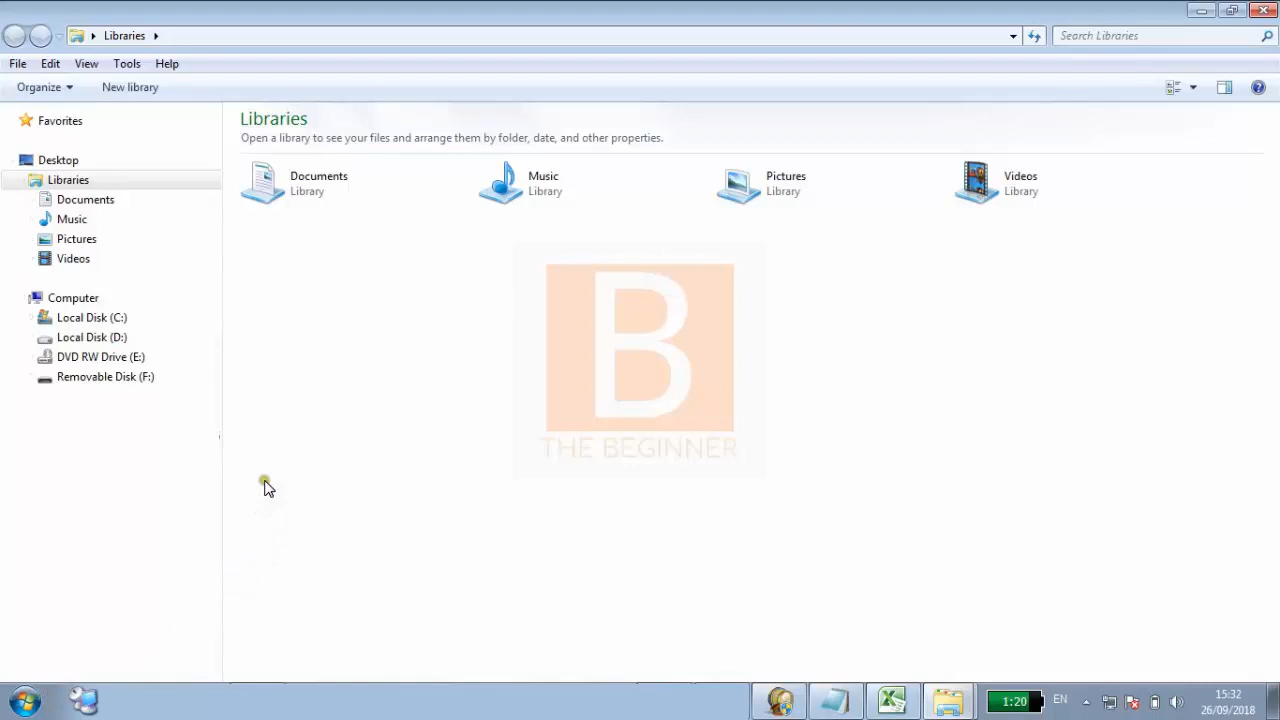 Libraries
Search Libraries
File Edit View Tools Help
Organize New library
Favorites
Desktop
Libraries
Documents
Music
Pictures
Videos
Computer
Local Disk (C:)
Local Disk (D:)
DVD RW Drive (E:)
Removable Disk (F:)
Libraries
Open a library to see your files and arrange them by folder, date, and other properties.
Documents
Library
Music
Library
Pictures
Library
Videos
Library
B
THE BEGINNER
1:20
EN
15:32
26/09/2018